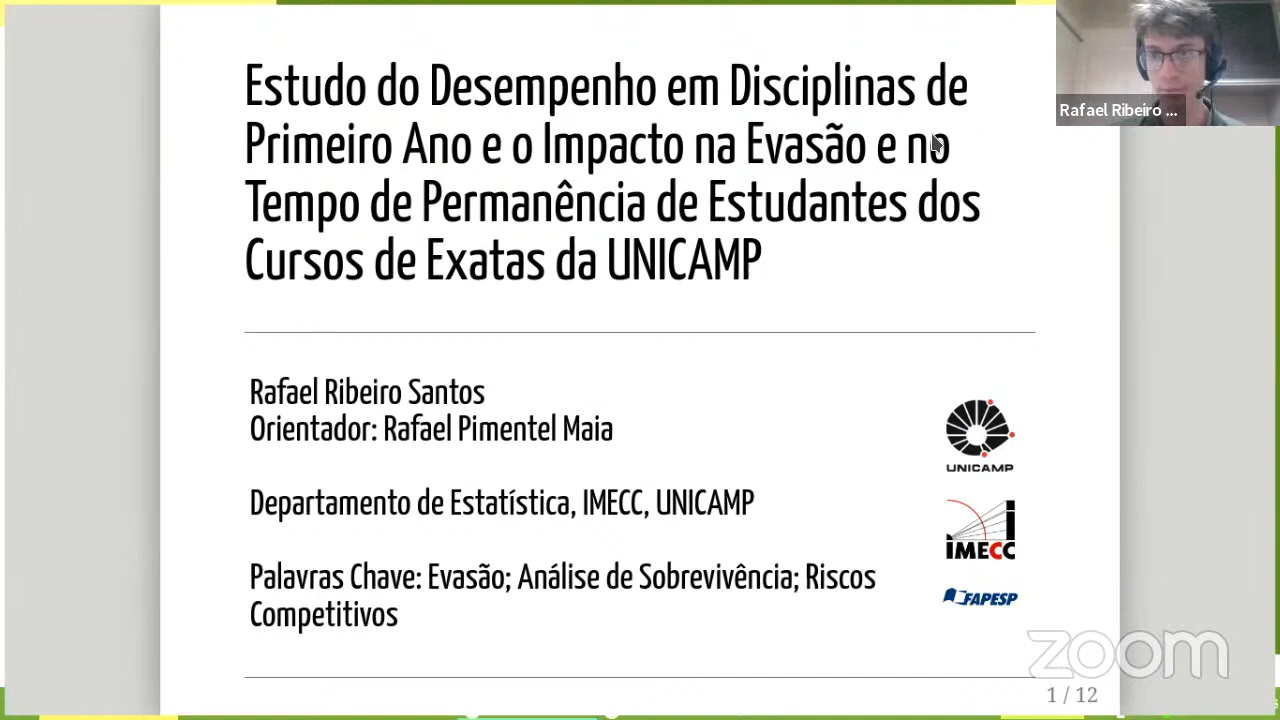 Estudo do Desempenho em Disciplinas de
Primeiro Ano e o Impacto na Evasão e no
Tempo de Permanência de Estudantes dos
Cursos de Exatas da UNICAMP
Rafael Ribeiro ...
Rafael Ribeiro Santos
Orientador: Rafael Pimentel Maia
UNICAMP
Departamento de Estatística, IMECC, UNICAMP
IMECC
Palavras Chave: Evasão; Análise de Sobrevivência; Riscos
Competitivos
FAPESP
zoom
1 / 12